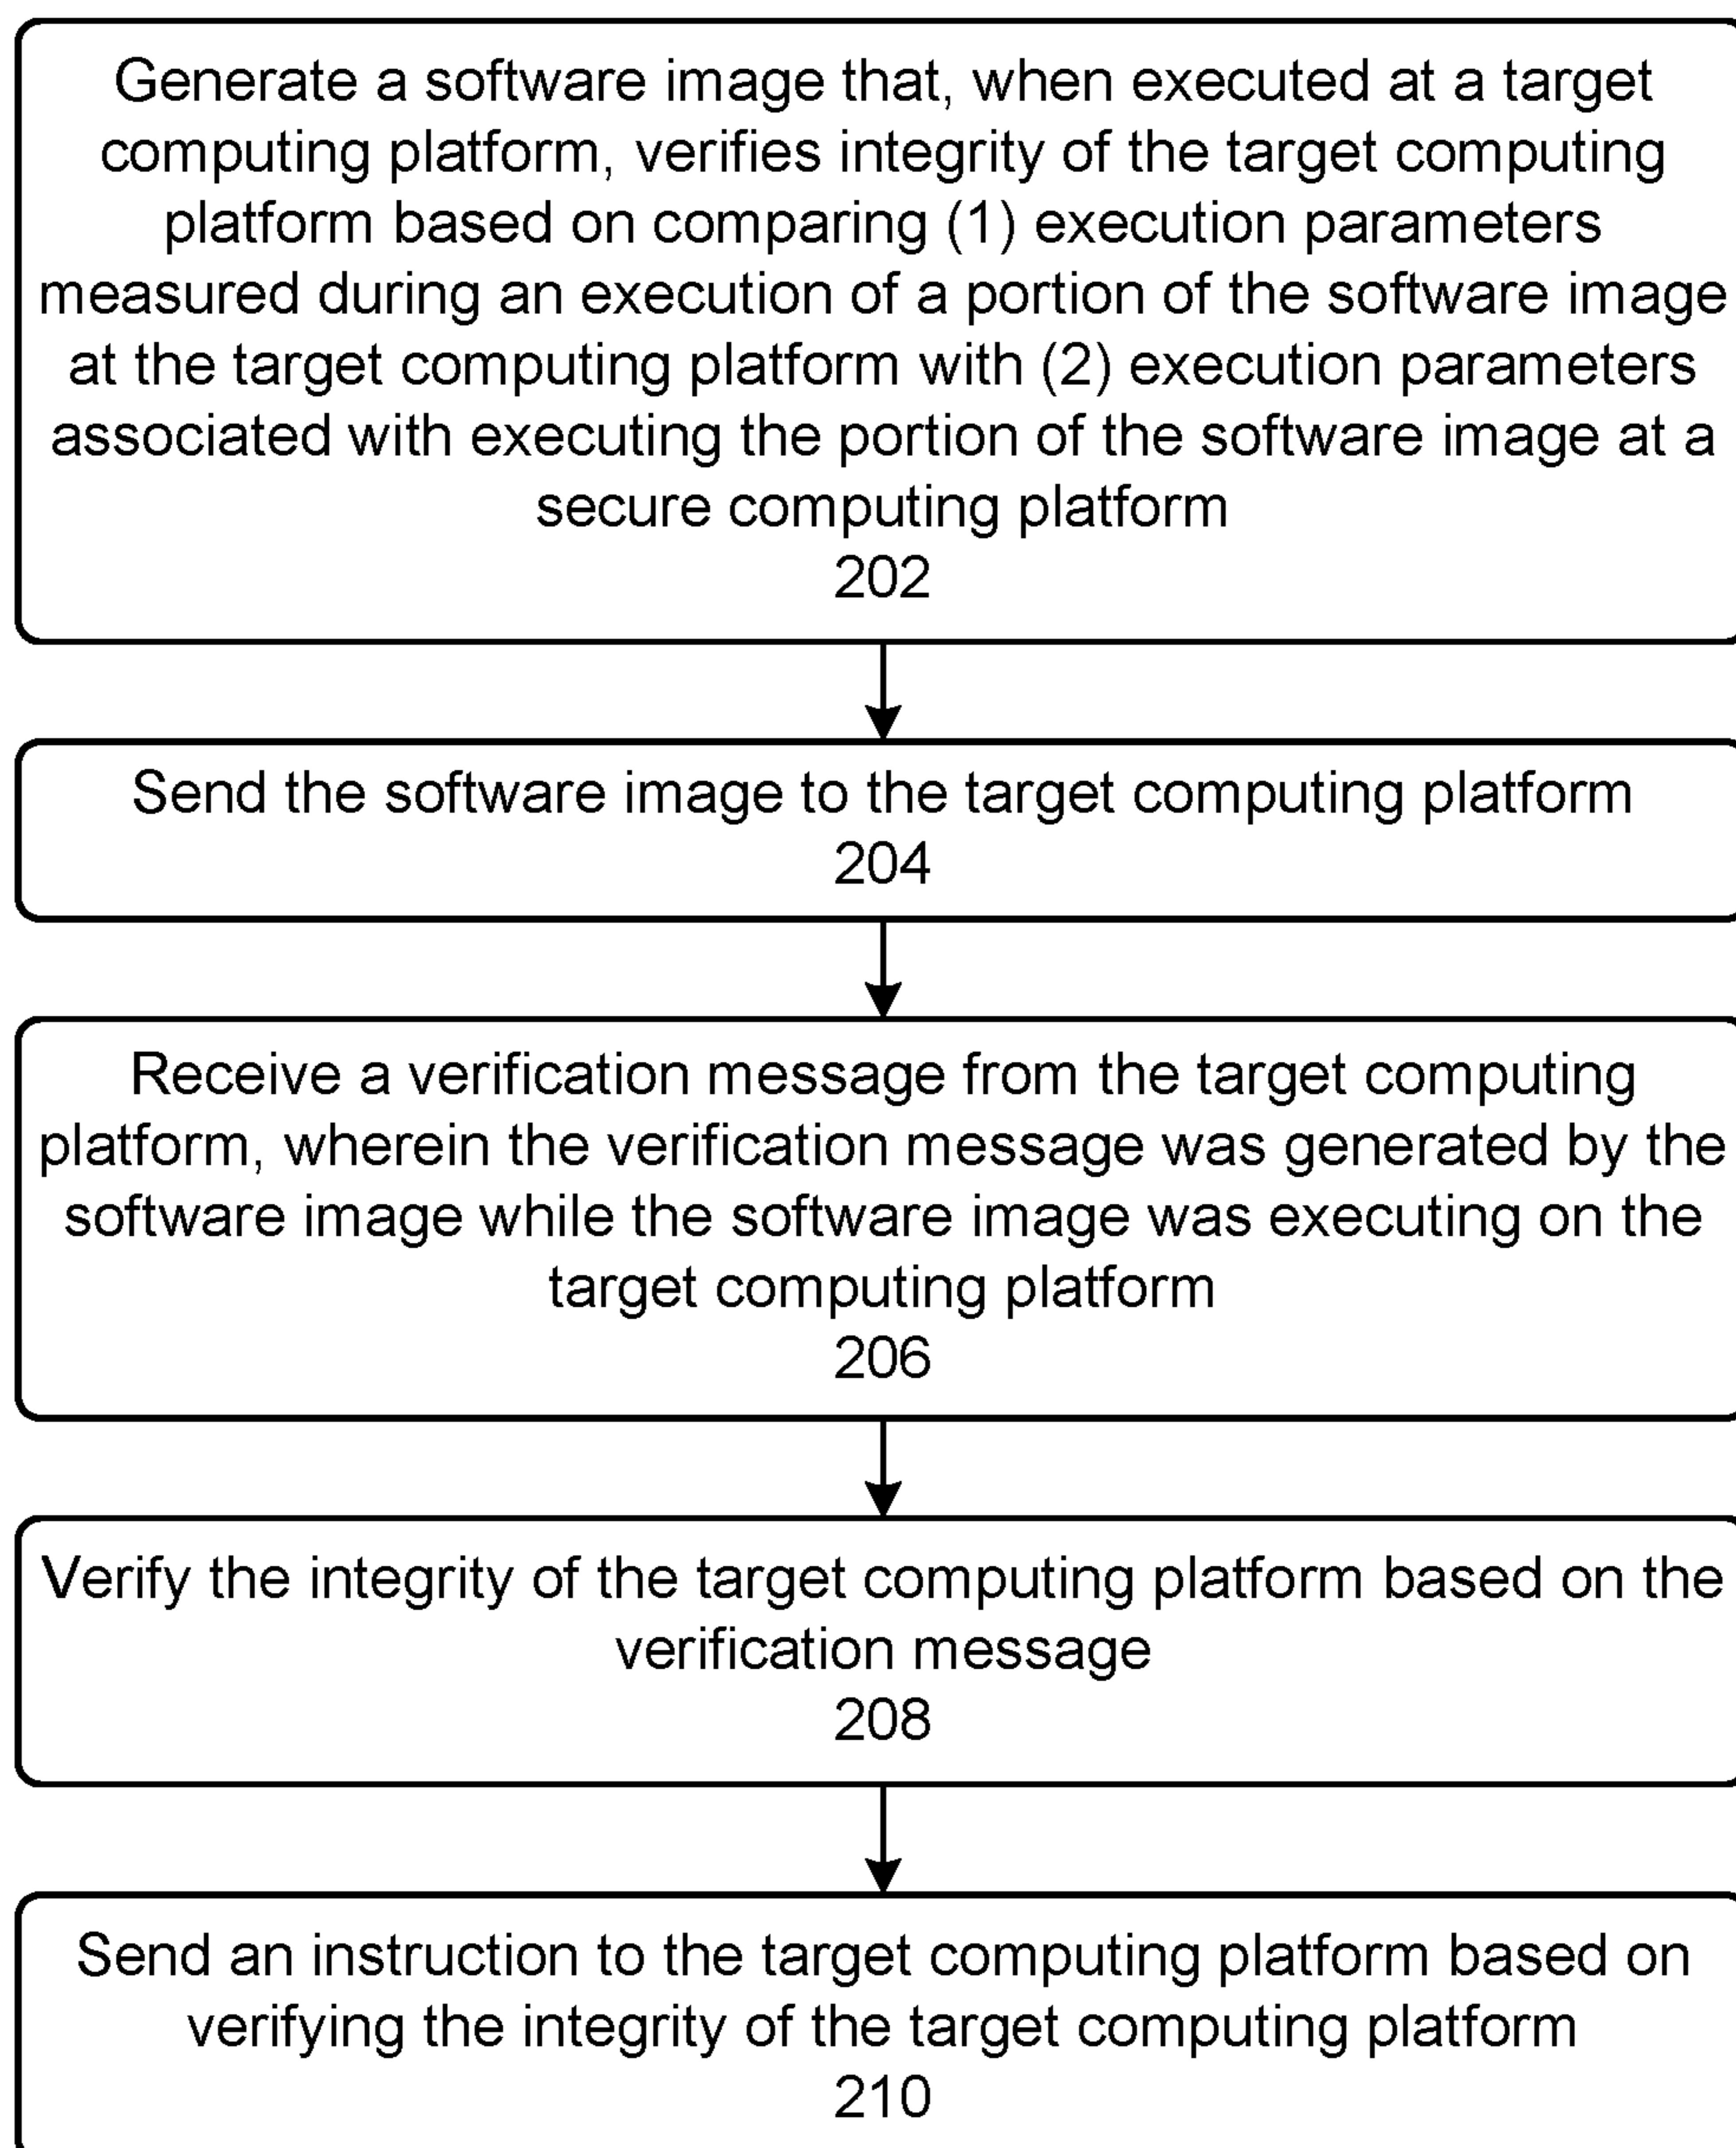 Generate a software image that, when executed at a target
computing platform, verifies integrity of the target computing
platform based on comparing (1) execution parameters
measured during an execution of a portion of the software image
at the target computing platform with (2) execution parameters
associated with executing the portion of the software image at a
secure computing platform
202
Send the software image to the target computing platform
204
Receive a verification message from the target computing
platform, wherein the verification message was generated by the
software image while the software image was executing on the
target computing platform
206
Verify the integrity of the target computing platform based on the
verification message
208
Send an instruction to the target computing platform based on
verifying the integrity of the target computing platform
210